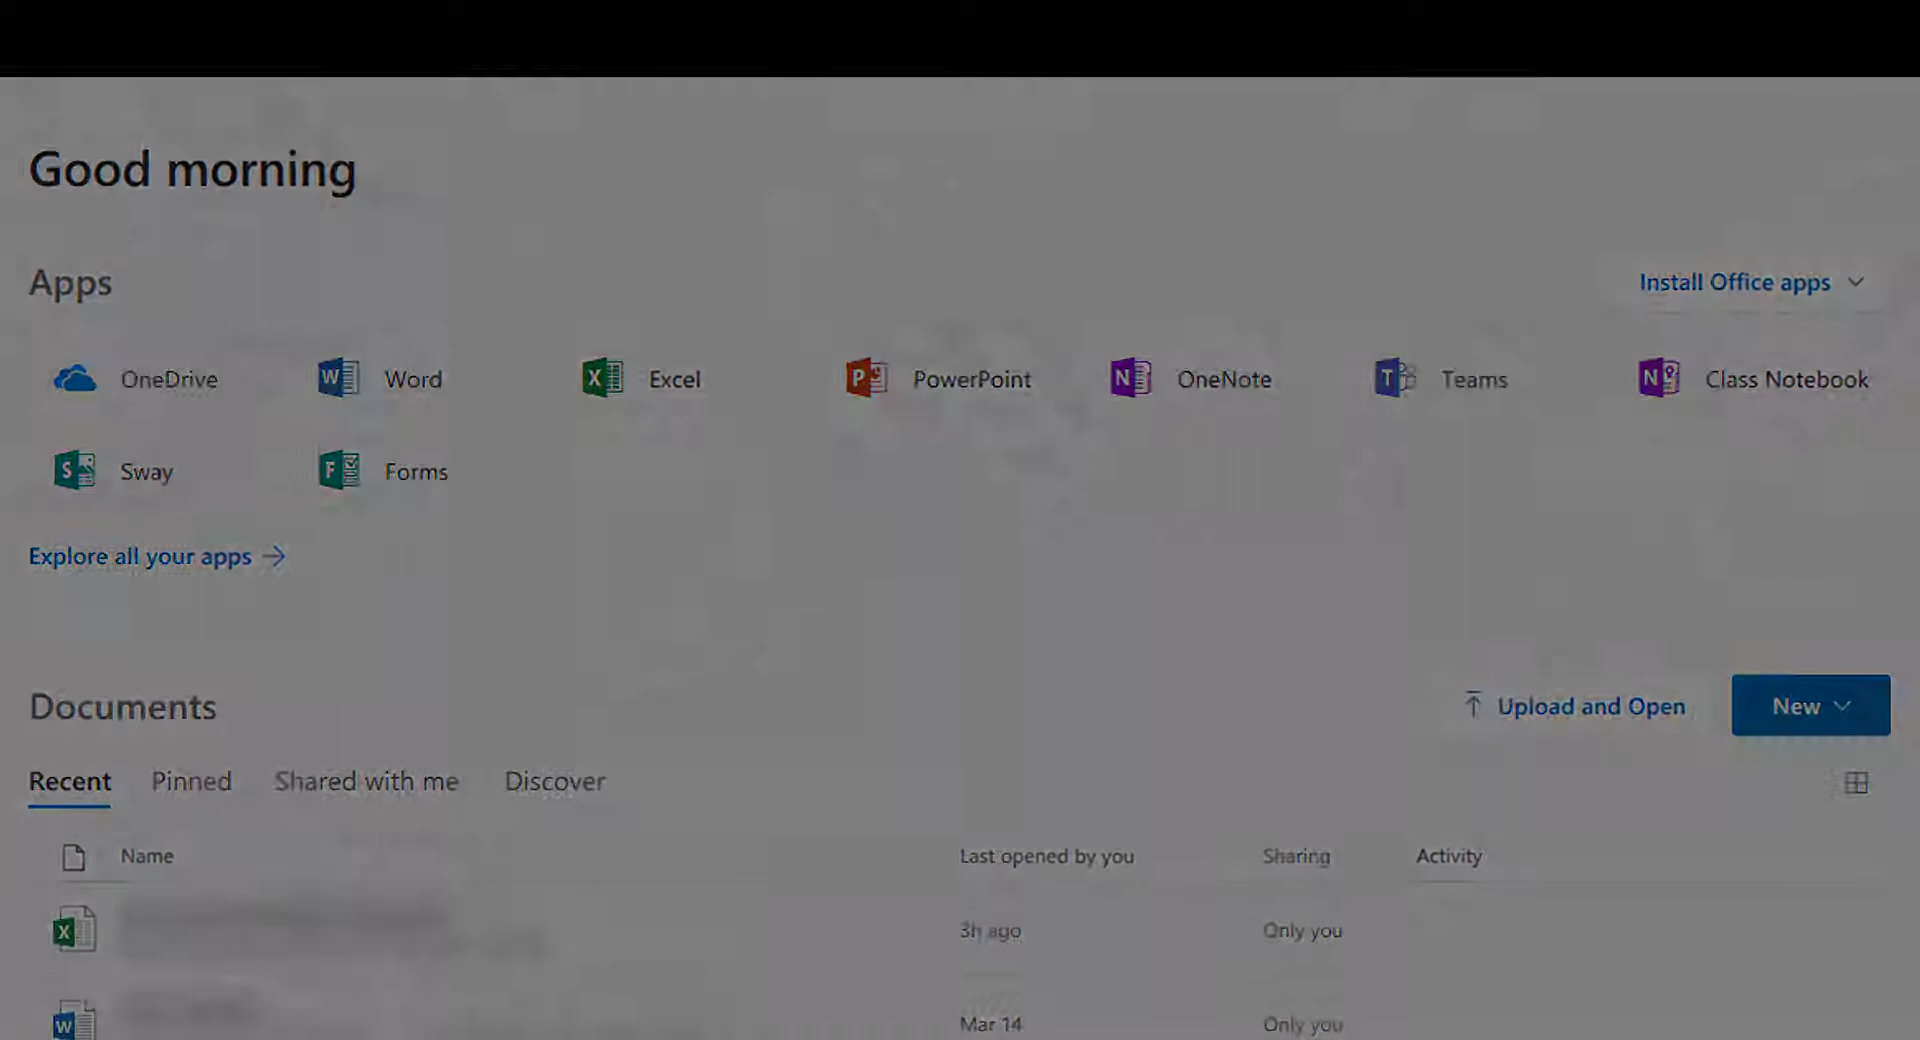 Good morning
Apps
Install Office apps
OneDrive
Word
Excel
PowerPoint
OneNote
Teams
Class Notebook
Sway
Forms
Explore all your apps
Documents
Upload and Open
New
Recent
Pinned
Shared with me
Discover
Name
Last opened by you
Sharing
Activity
3h ago
Only you
Mar 14
Only you